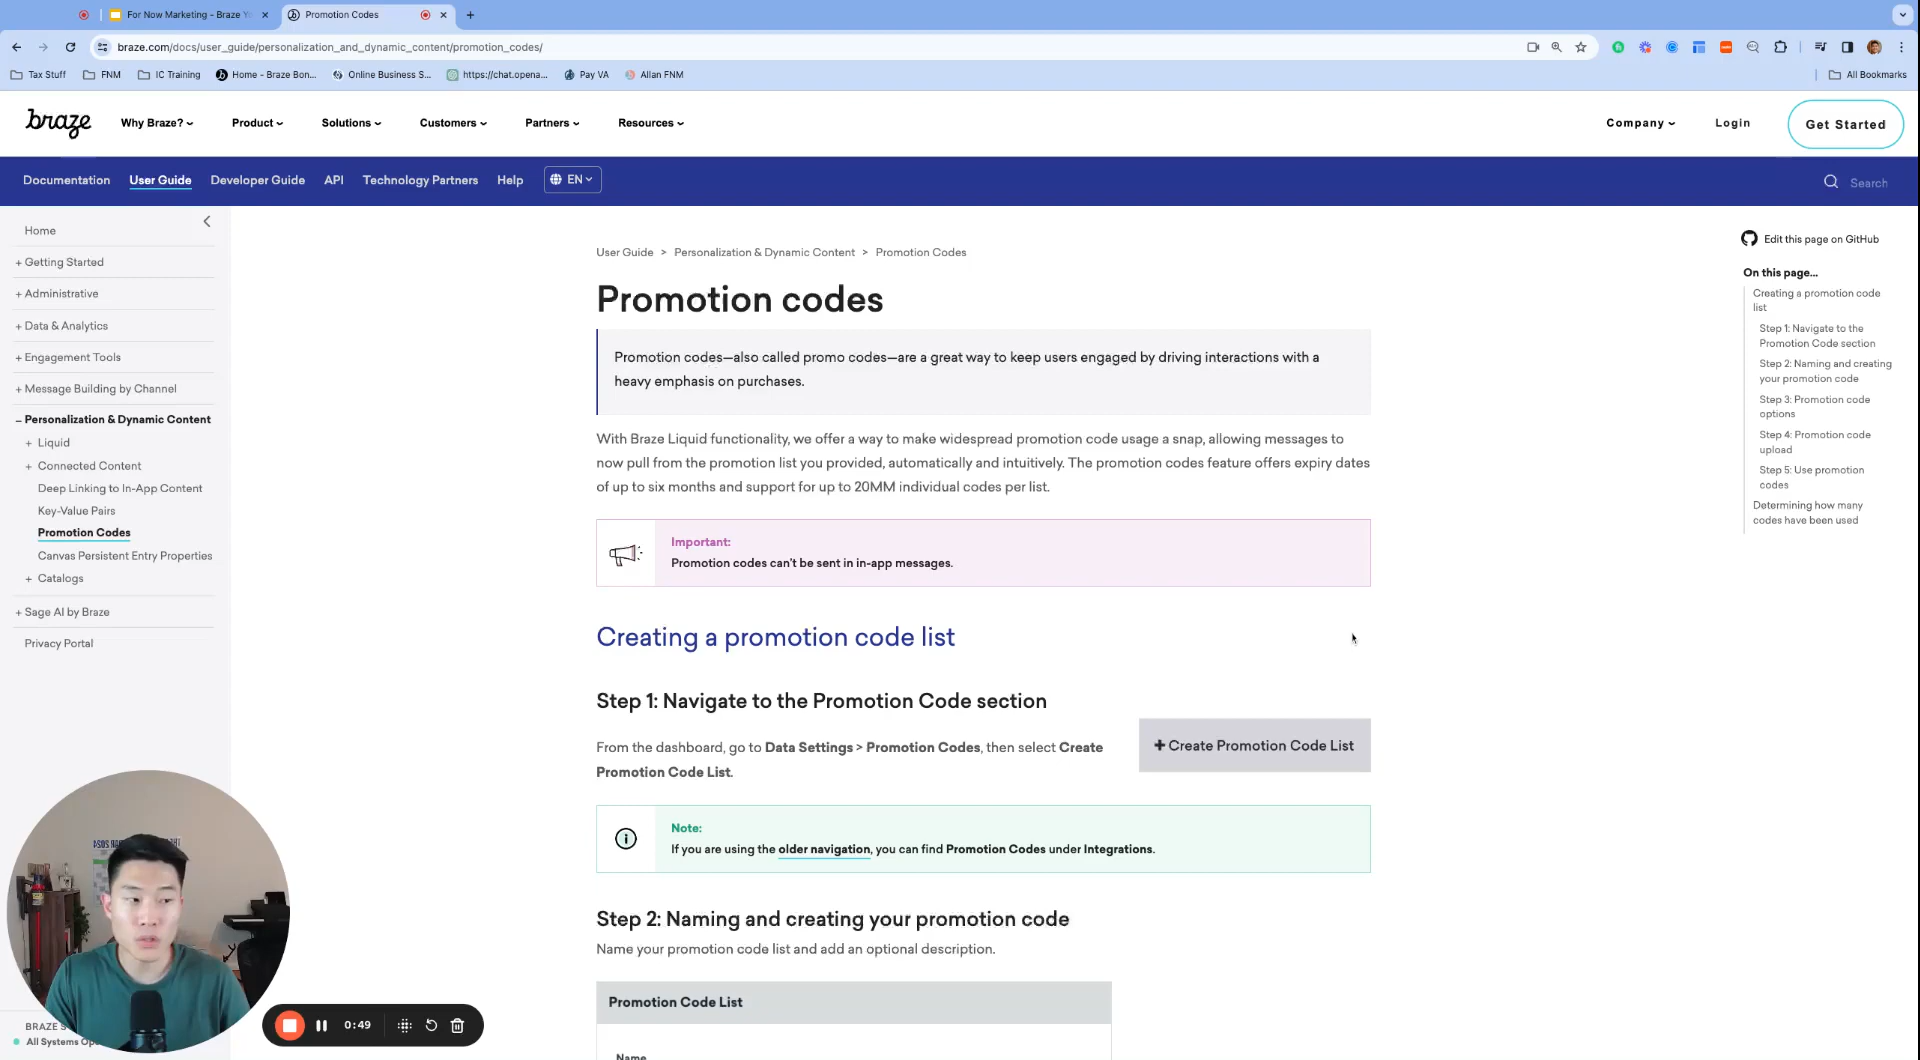 For Now Marketing - Braze Y
Promotion Codes
braze.com/docs/user_guide/personalization_and_dynamic_content/promotion_codes/
Tax Stuff
FNM
IC Training
Home - Braze Bon...
Online Business S...
https://chat.opena...
Pay VA
Allan FNM
All Bookmarks
braze
Why Braze?
Product
Solutions
Customers
Partners
Resources
Company
Login
Get Started
Documentation
User Guide
Developer Guide
API
Technology Partners
Help
EN
Search
Home
+ Getting Started
+ Administrative
+ Data & Analytics
+ Engagement Tools
+ Message Building by Channel
– Personalization & Dynamic Content
+ Liquid
+ Connected Content
Deep Linking to In-App Content
Key-Value Pairs
Promotion Codes
Canvas Persistent Entry Properties
+ Catalogs
+ Sage AI by Braze
Privacy Portal
BRAZE S
All Systems Op
User Guide > Personalization & Dynamic Content > Promotion Codes
Promotion codes
Promotion codes—also called promo codes—are a great way to keep users engaged by driving interactions with a
heavy emphasis on purchases.
With Braze Liquid functionality, we offer a way to make widespread promotion code usage a snap, allowing messages to
now pull from the promotion list you provided, automatically and intuitively. The promotion codes feature offers expiry dates
of up to six months and support for up to 20MM individual codes per list.
Important:
Promotion codes can't be sent in in-app messages.
Creating a promotion code list
Step 1: Navigate to the Promotion Code section
From the dashboard, go to Data Settings > Promotion Codes, then select Create
Promotion Code List.
+ Create Promotion Code List
Note:
If you are using the older navigation, you can find Promotion Codes under Integrations.
Step 2: Naming and creating your promotion code
Name your promotion code list and add an optional description.
Promotion Code List
Name
Edit this page on GitHub
On this page...
Creating a promotion code
list
Step 1: Navigate to the
Promotion Code section
Step 2: Naming and creating
your promotion code
Step 3: Promotion code
options
Step 4: Promotion code
upload
Step 5: Use promotion
codes
Determining how many
codes have been used
0:49